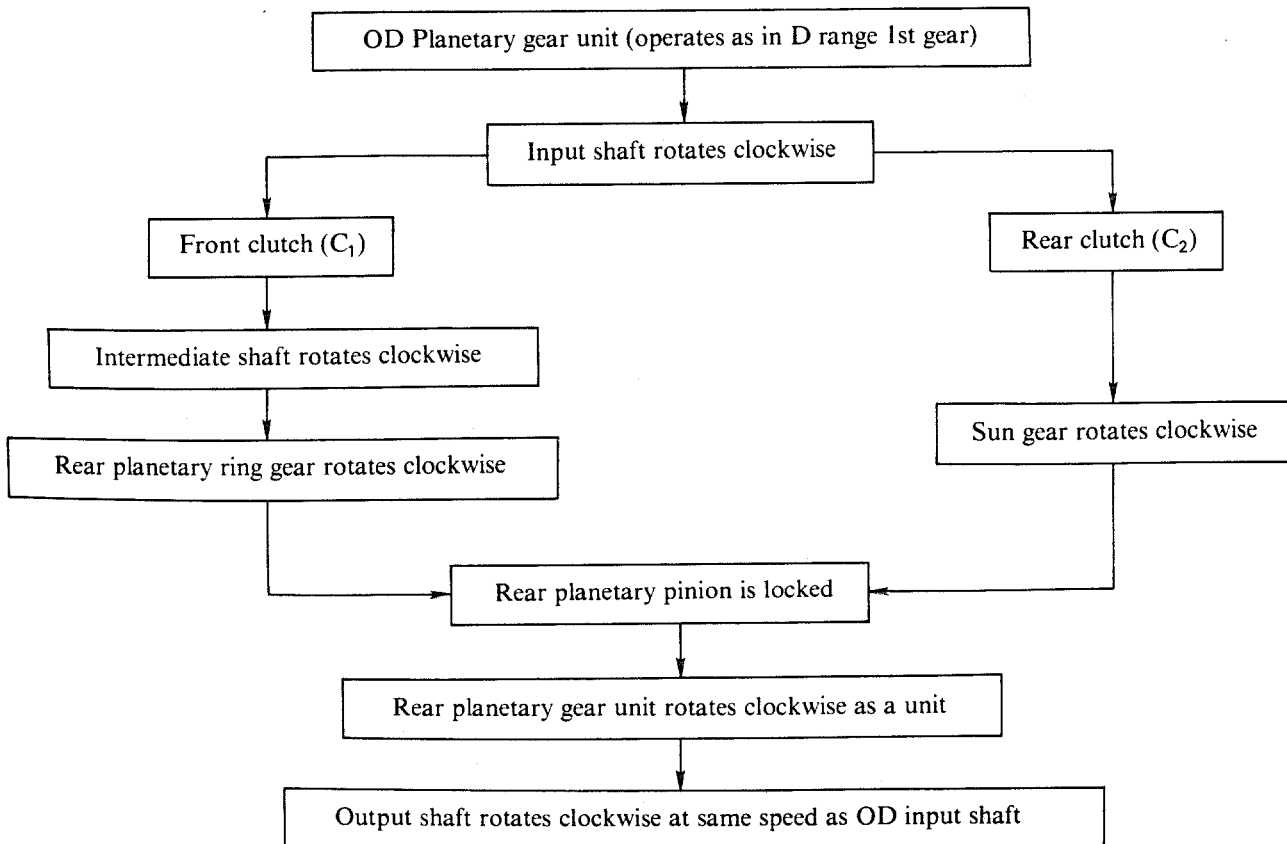 OD Planetary gear unit (operates as in D range 1st gear)
Input shaft rotates clockwise
Front clutch (C₁)
Rear clutch (C₂)
Intermediate shaft rotates clockwise
Sun gear rotates clockwise
Rear planetary ring gear rotates clockwise
Rear planetary pinion is locked
Rear planetary gear unit rotates clockwise as a unit
Output shaft rotates clockwise at same speed as OD input shaft